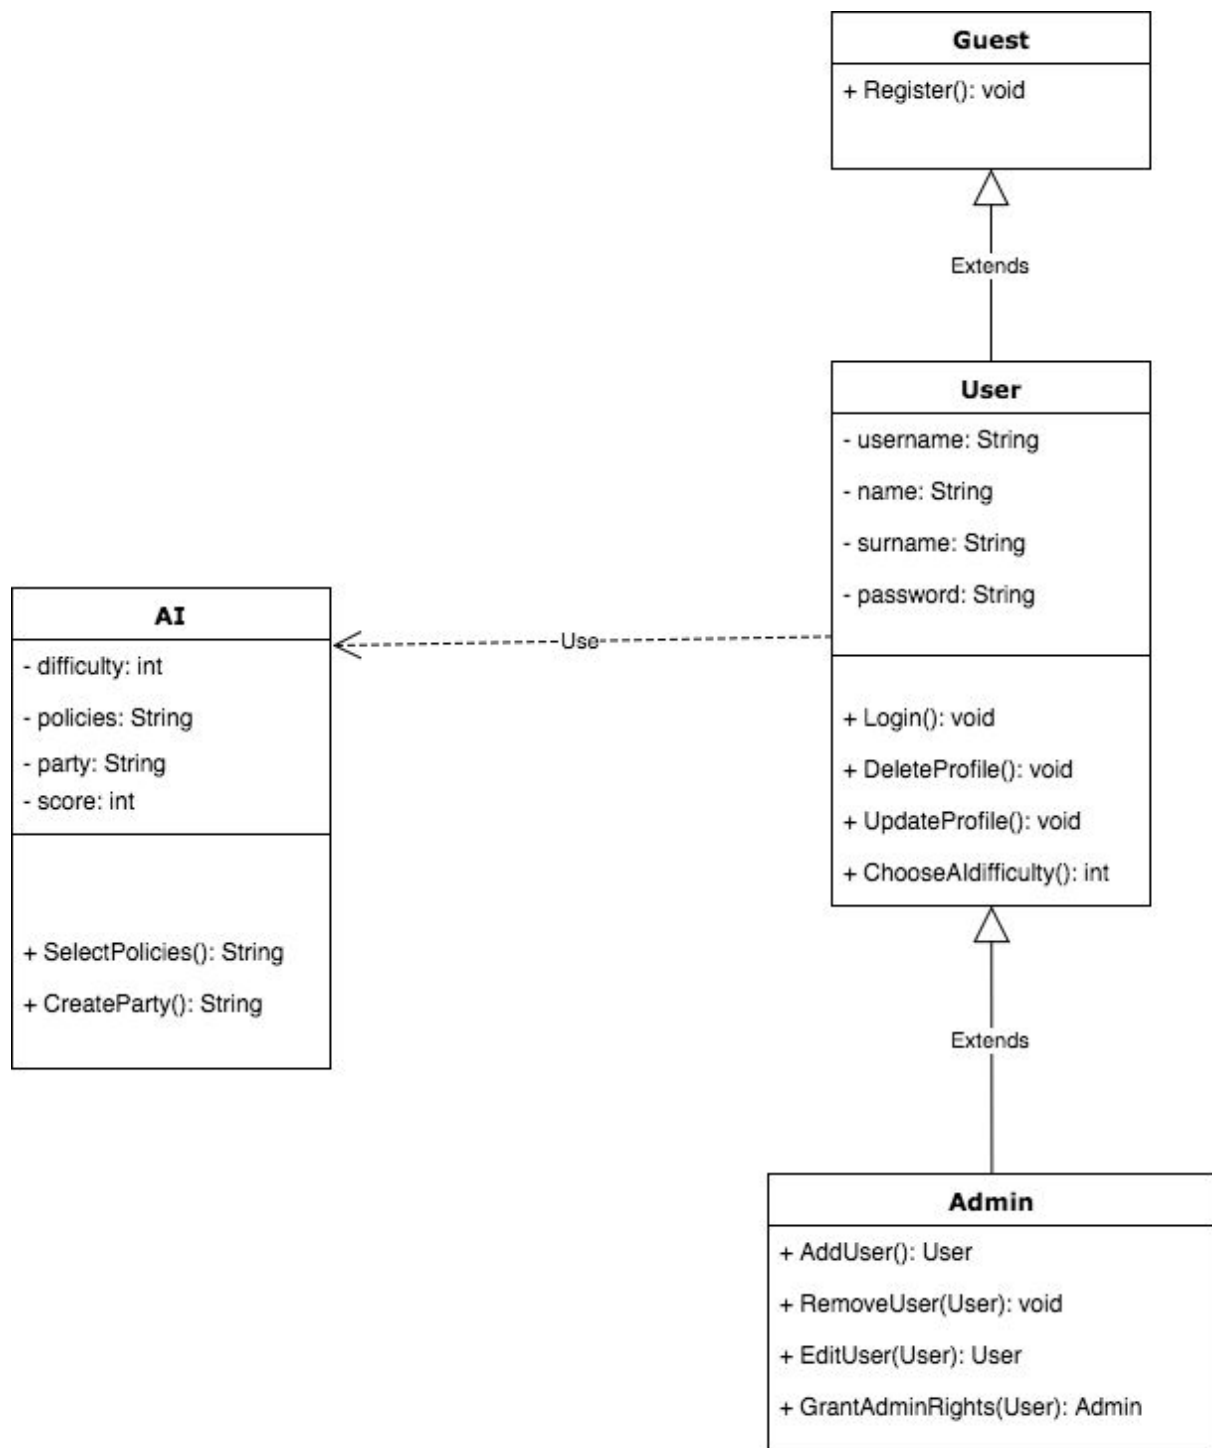 Guest
+ Register(): void
Extends
User
- username: String
- name: String
- surname: String
- password: String
+ Login(): void
+ DeleteProfile(): void
+ UpdateProfile(): void
+ ChooseAIdifficulty(): int
Use
AI
- difficulty: int
- policies: String
- party: String
- score: int
+ SelectPolicies(): String
+ CreateParty(): String
Extends
Admin
+ AddUser(): User
+ RemoveUser(User): void
+ EditUser(User): User
+ GrantAdminRights(User): Admin